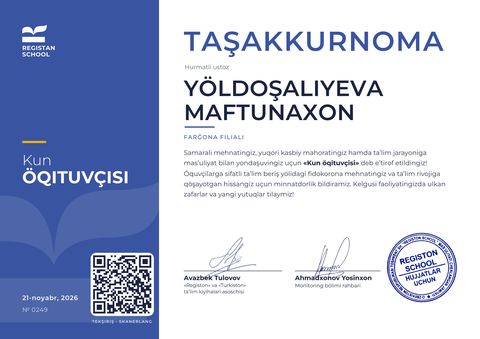 REGISTAN
SCHOOL
Kun
ÖQITUVÇISI
21-noyabr, 2026
№ 0249
TEKŞIRIŞ - SKANERLANG
TAŞAKKURNOMA
Hurmatli ustoz
YÖLDOŞALIYEVA
MAFTUNAXON
FARĞONA FILIALI
Samarali mehnatingiz, yuqori kasbiy mahoratingiz hamda ta’lim jarayoniga
mas’uliyat bilan yondaşuvingiz uçun «Kun öqituvçisi» deb e’tirof etildingiz!
Öquvçilarga sifatli ta’lim beriş yölidagi fidokorona mehnatingiz va ta’lim rivojiga
qöşayotgan hissangiz uçun minnatdorlik bildiramiz. Kelgusi faoliyatingizda ulkan
zafarlar va yangi yutuqlar tilaymiz!
Avazbek Tulovov
«Registon» va «Turkiston»
ta’lim loyihalari asosçhisi
Ahmadxonov Yosinxon
Monitoring bölimi rahbari
REGISTON
SCHOOL
HUJJATLAR
UCHUN